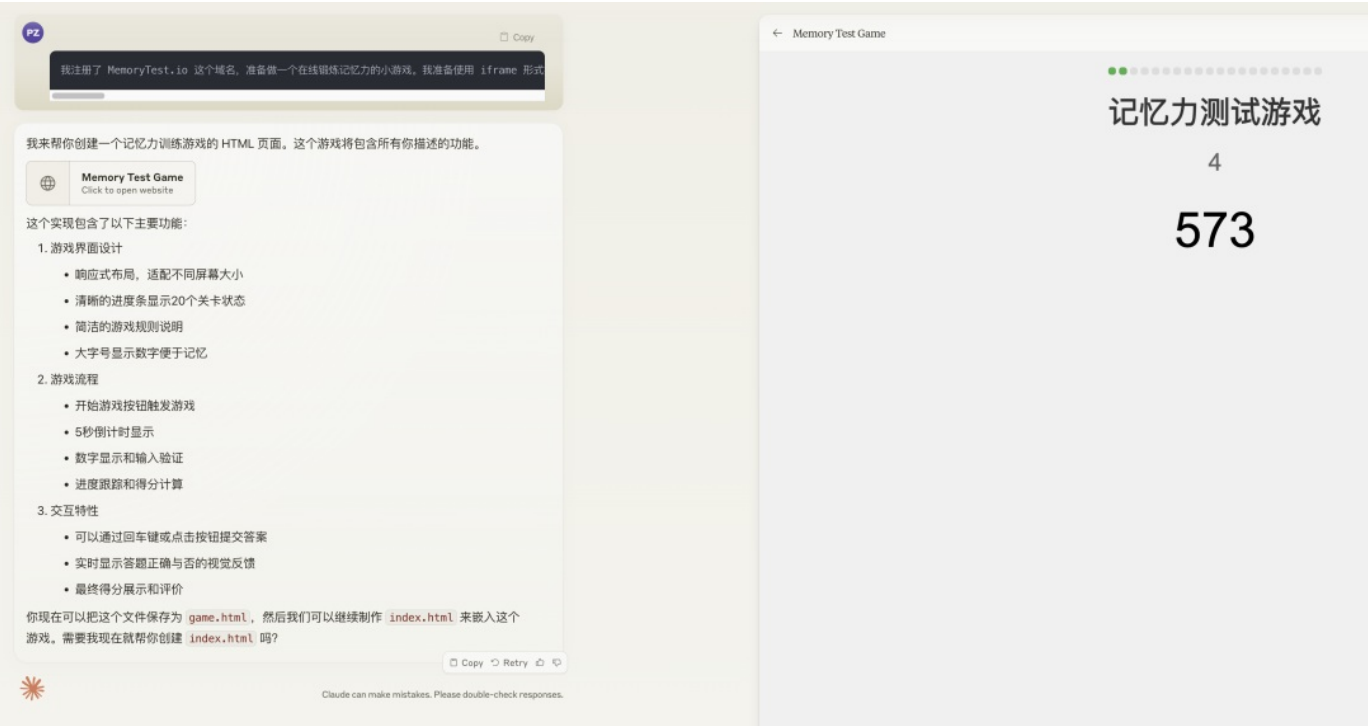 PZ
Copy
我注册了 MemoryTest.io 这个域名，准备做一个在线锻炼记忆力的小游戏。我准备使用 iframe 形式
我来帮你创建一个记忆力训练游戏的 HTML 页面。这个游戏将包含所有你描述的功能。
Memory Test Game
Click to open website
这个实现包含了以下主要功能：
1. 游戏界面设计
• 响应式布局，适配不同屏幕大小
• 清晰的进度条显示20个关卡状态
• 简洁的游戏规则说明
• 大字号显示数字便于记忆
2. 游戏流程
• 开始游戏按钮触发游戏
• 5秒倒计时显示
• 数字显示和输入验证
• 进度跟踪和得分计算
3. 交互特性
• 可以通过回车键或点击按钮提交答案
• 实时显示答题正确与否的视觉反馈
• 最终得分展示和评价
你现在可以把这个文件保存为 game.html，然后我们可以继续制作 index.html 来嵌入这个
游戏。需要我现在就帮你创建 index.html 吗？
Copy Retry
Claude can make mistakes. Please double-check responses.
← Memory Test Game
记忆力测试游戏
4
573